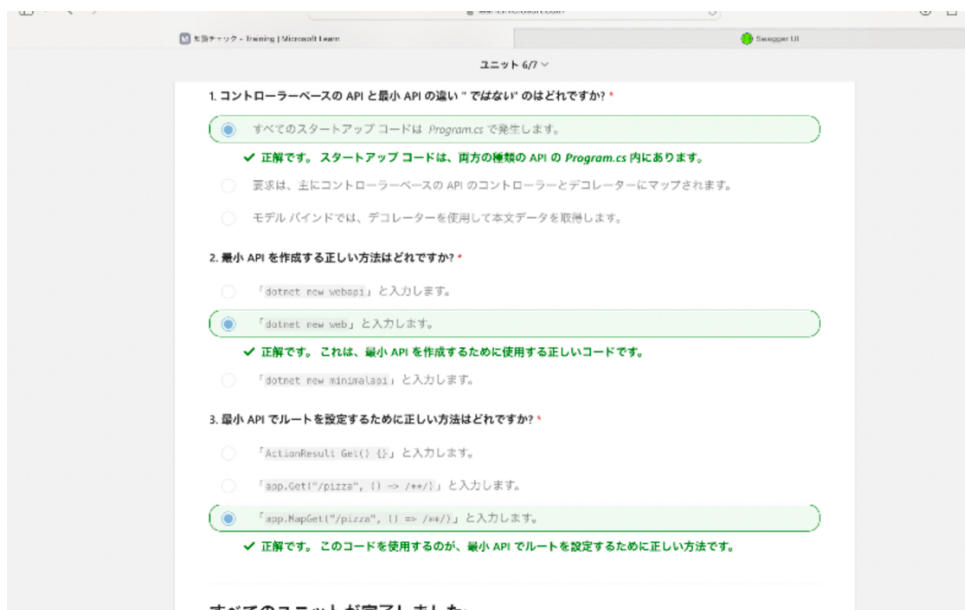 知識チェック - Training | Microsoft Learn
Swagger UI
ユニット 6/7
1. コントローラーベースの API と最小 API の違い " ではない" のはどれですか? *
すべてのスタートアップ コードは Program.cs で発生します。
正解です。 スタートアップ コードは、両方の種類の API の Program.cs 内にあります。
要求は、主にコントローラーベースの API のコントローラーとデコレーターにマップされます。
モデル バインドでは、デコレーターを使用して本文データを取得します。
2. 最小 API を作成する正しい方法はどれですか? *
「dotnet new webapi」と入力します。
「dotnet new web」と入力します。
正解です。 これは、最小 API を作成するために使用する正しいコードです。
「dotnet new minimalapi」と入力します。
3. 最小 API でルートを設定するために正しい方法はどれですか? *
「ActionResult Get() {}」と入力します。
「app.Get("/pizza", () => /**/)」と入力します。
「app.MapGet("/pizza", () => /**/)」と入力します。
正解です。 このコードを使用するのが、最小 API でルートを設定するために正しい方法です。
すべてのユニットが完了しました: